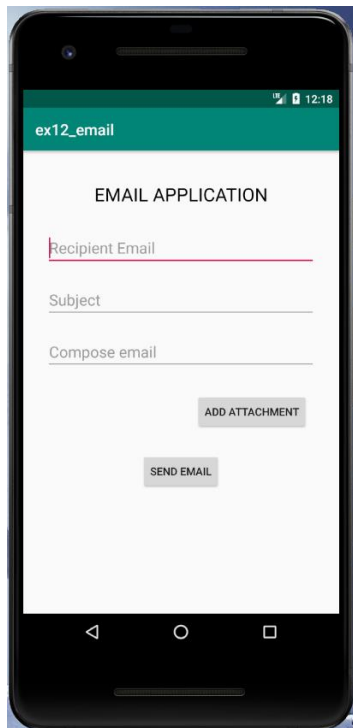 12:18
ex12_email
EMAIL APPLICATION
Recipient Email
Subject
Compose email
ADD ATTACHMENT
SEND EMAIL